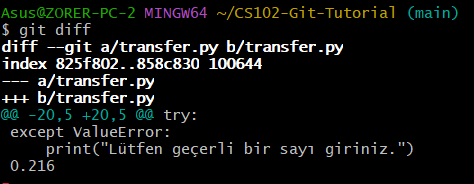 Asus@ZORER-PC-2 MINGW64 ~/CS102-Git-Tutorial (main)
$ git diff
diff --git a/transfer.py b/transfer.py
index 825f802..858c830 100644
--- a/transfer.py
+++ b/transfer.py
@@ -20,5 +20,5 @@ try:
 except ValueError:
     print("Lütfen geçerli bir sayı giriniz.")
 0.216